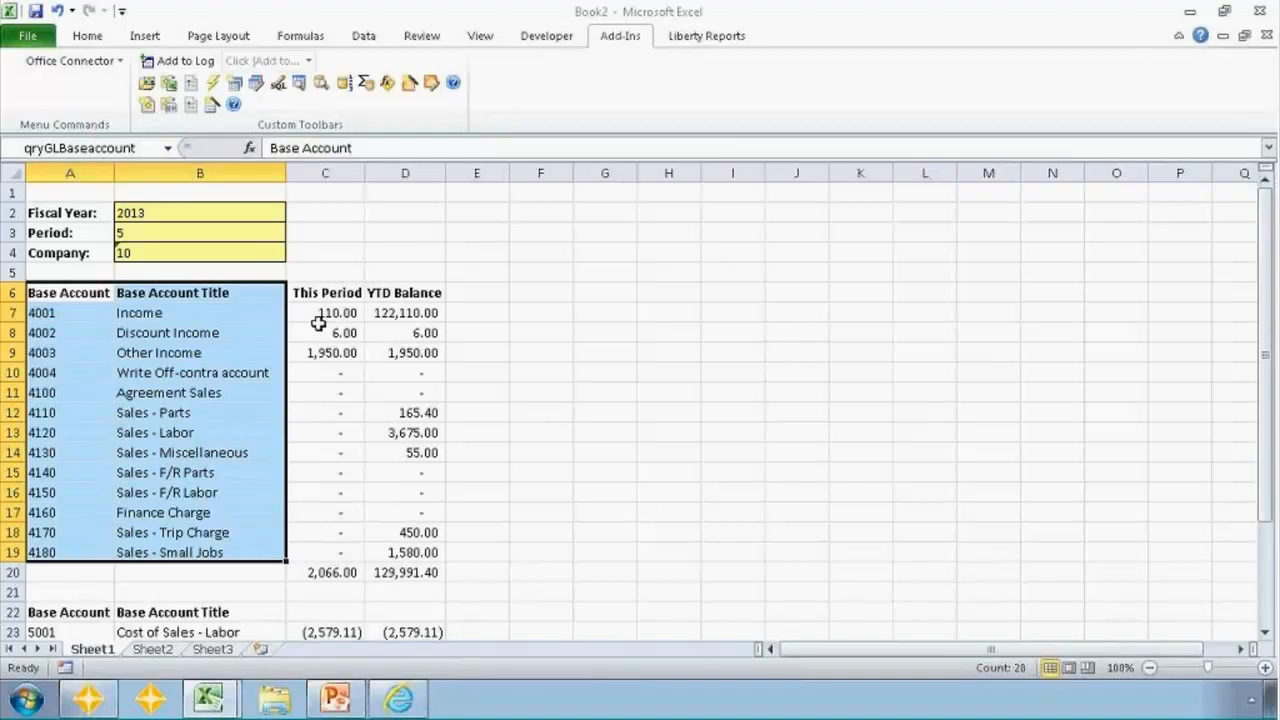 Book2 - Microsoft Excel
File Home Insert Page Layout Formulas Data Review View Developer Add-Ins Liberty Reports
Office Connector Add to Log Click [Add to...
Menu Commands Custom Toolbars
qryGLBaseaccount fx Base Account
A B C D E F G H I J K L M N O P Q
1
2 Fiscal Year: 2013
3 Period: 5
4 Company: 10
5
6 Base Account Base Account Title This Period YTD Balance
7 4001 Income 110.00 122,110.00
8 4002 Discount Income 6.00 6.00
9 4003 Other Income 1,950.00 1,950.00
10 4004 Write Off-contra account - -
11 4100 Agreement Sales - -
12 4110 Sales - Parts - 165.40
13 4120 Sales - Labor - 3,675.00
14 4130 Sales - Miscellaneous - 55.00
15 4140 Sales - F/R Parts - -
16 4150 Sales - F/R Labor - -
17 4160 Finance Charge - -
18 4170 Sales - Trip Charge - 450.00
19 4180 Sales - Small Jobs - 1,580.00
20 2,066.00 129,991.40
21
22 Base Account Base Account Title
23 5001 Cost of Sales - Labor (2,579.11) (2,579.11)
Sheet1 Sheet2 Sheet3
Ready Count: 28 100%